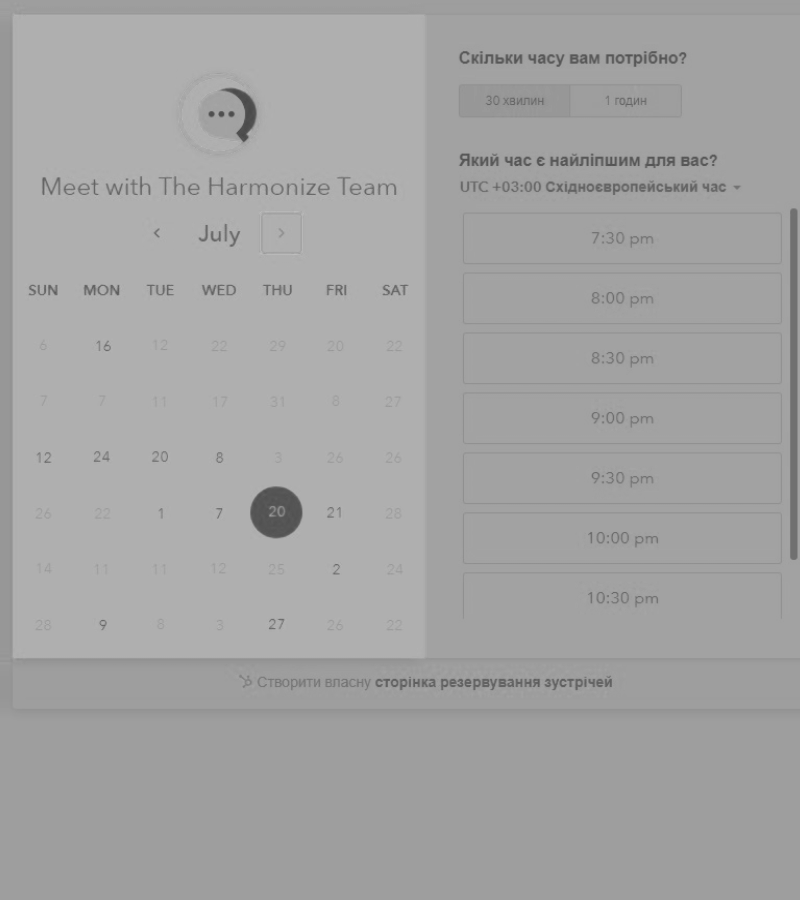 Meet with The Harmonize Team
July
SUN MON TUE WED THU FRI SAT
6 16 12 22 29 20 22
7 7 11 17 31 8 27
12 24 20 8 3 26 26
26 22 1 7 20 21 28
14 11 11 12 25 2 24
28 9 8 3 27 26 22
Скільки часу вам потрібно?
30 хвилин 1 годин
Який час є найліпшим для вас?
UTC +03:00 Східноєвропейський час
7:30 pm
8:00 pm
8:30 pm
9:00 pm
9:30 pm
10:00 pm
10:30 pm
Створити власну сторінка резервування зустрічей